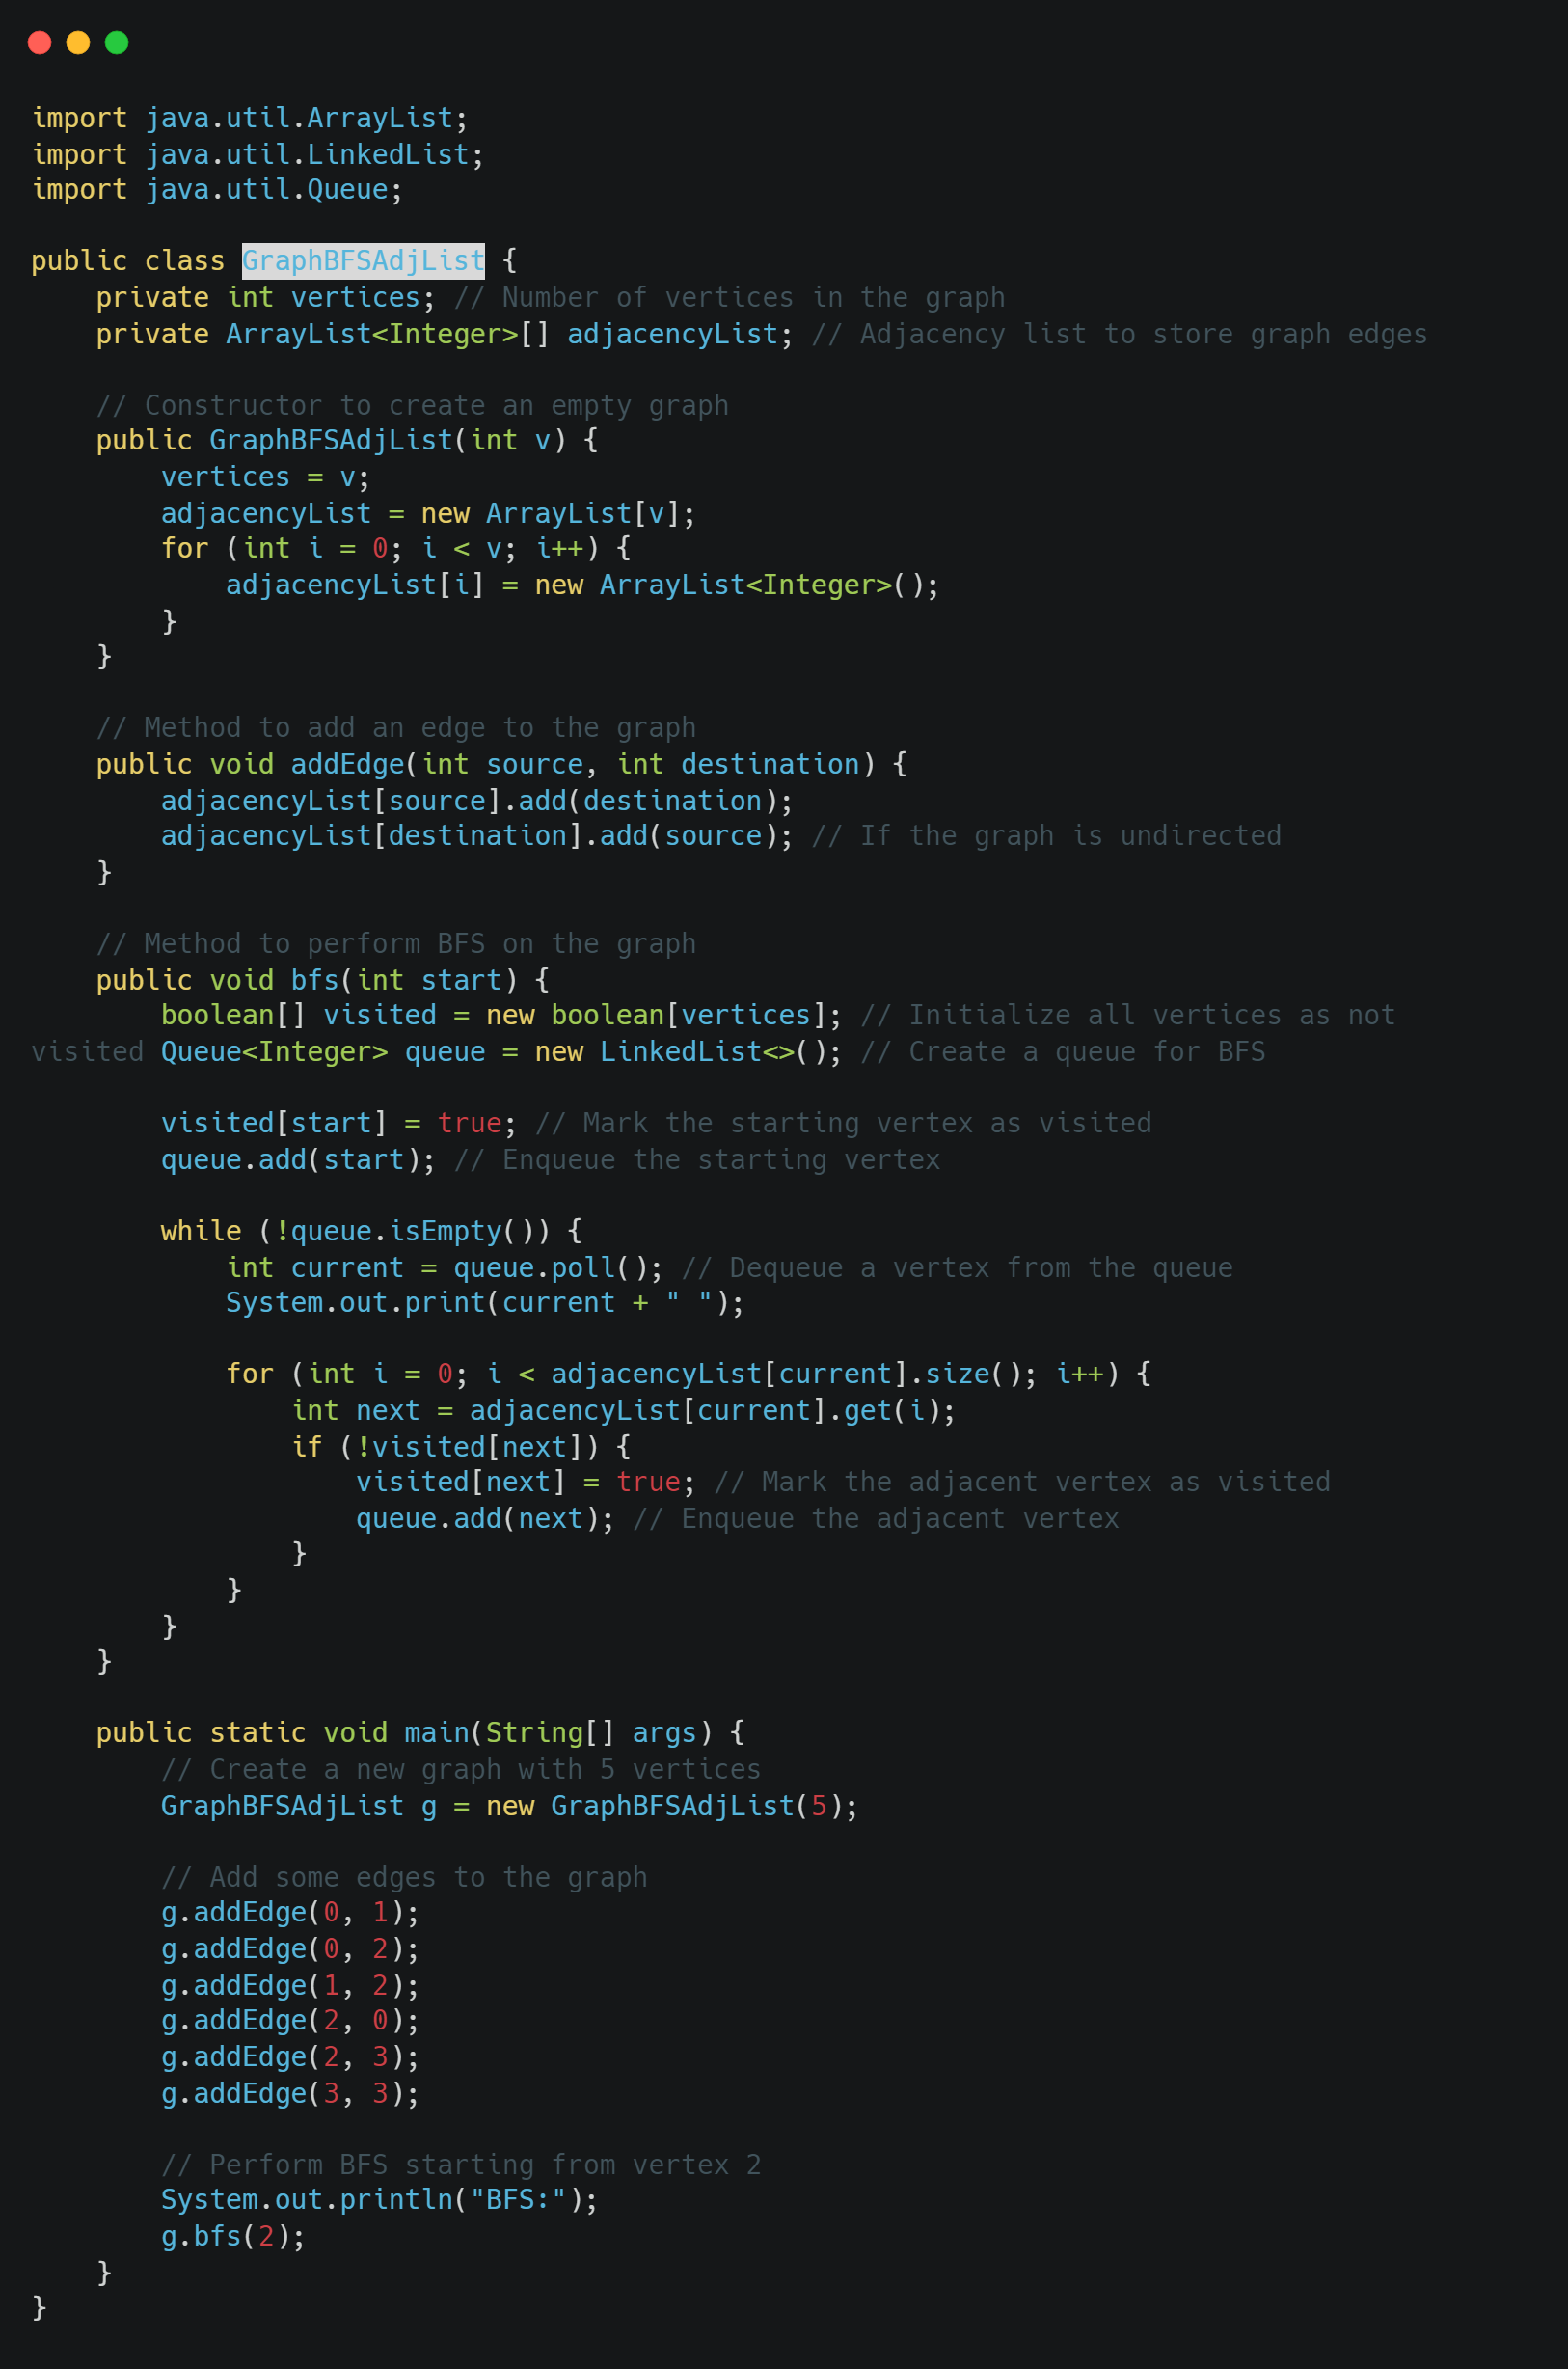 import java.util.ArrayList;
import java.util.LinkedList;
import java.util.Queue;

public class GraphBFSAdjList {
    private int vertices; // Number of vertices in the graph
    private ArrayList<Integer>[] adjacencyList; // Adjacency list to store graph edges

    // Constructor to create an empty graph
    public GraphBFSAdjList(int v) {
        vertices = v;
        adjacencyList = new ArrayList[v];
        for (int i = 0; i < v; i++) {
            adjacencyList[i] = new ArrayList<Integer>();
        }
    }

    // Method to add an edge to the graph
    public void addEdge(int source, int destination) {
        adjacencyList[source].add(destination);
        adjacencyList[destination].add(source); // If the graph is undirected
    }

    // Method to perform BFS on the graph
    public void bfs(int start) {
        boolean[] visited = new boolean[vertices]; // Initialize all vertices as not
visited Queue<Integer> queue = new LinkedList<>(); // Create a queue for BFS

        visited[start] = true; // Mark the starting vertex as visited
        queue.add(start); // Enqueue the starting vertex

        while (!queue.isEmpty()) {
            int current = queue.poll(); // Dequeue a vertex from the queue
            System.out.print(current + " ");

            for (int i = 0; i < adjacencyList[current].size(); i++) {
                int next = adjacencyList[current].get(i);
                if (!visited[next]) {
                    visited[next] = true; // Mark the adjacent vertex as visited
                    queue.add(next); // Enqueue the adjacent vertex
                }
            }
        }
    }

    public static void main(String[] args) {
        // Create a new graph with 5 vertices
        GraphBFSAdjList g = new GraphBFSAdjList(5);

        // Add some edges to the graph
        g.addEdge(0, 1);
        g.addEdge(0, 2);
        g.addEdge(1, 2);
        g.addEdge(2, 0);
        g.addEdge(2, 3);
        g.addEdge(3, 3);

        // Perform BFS starting from vertex 2
        System.out.println("BFS:");
        g.bfs(2);
    }
}